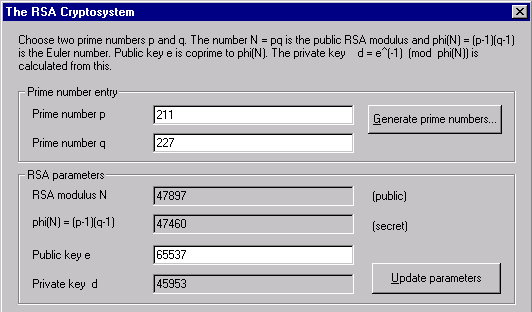 The RSA Cryptosystem
Choose two prime numbers p and q. The number N = pq is the public RSA modulus and phi(N) = (p-1)(q-1)
is the Euler number. Public key e is coprime to phi(N). The private key d = e^(-1) (mod phi(N)) is
calculated from this.
Prime number entry
Prime number p 211 Generate prime numbers...
Prime number q 227
RSA parameters
RSA modulus N 47897 (public)
phi(N) = (p-1)(q-1) 47460 (secret)
Public key e 65537
Private key d 45953 Update parameters